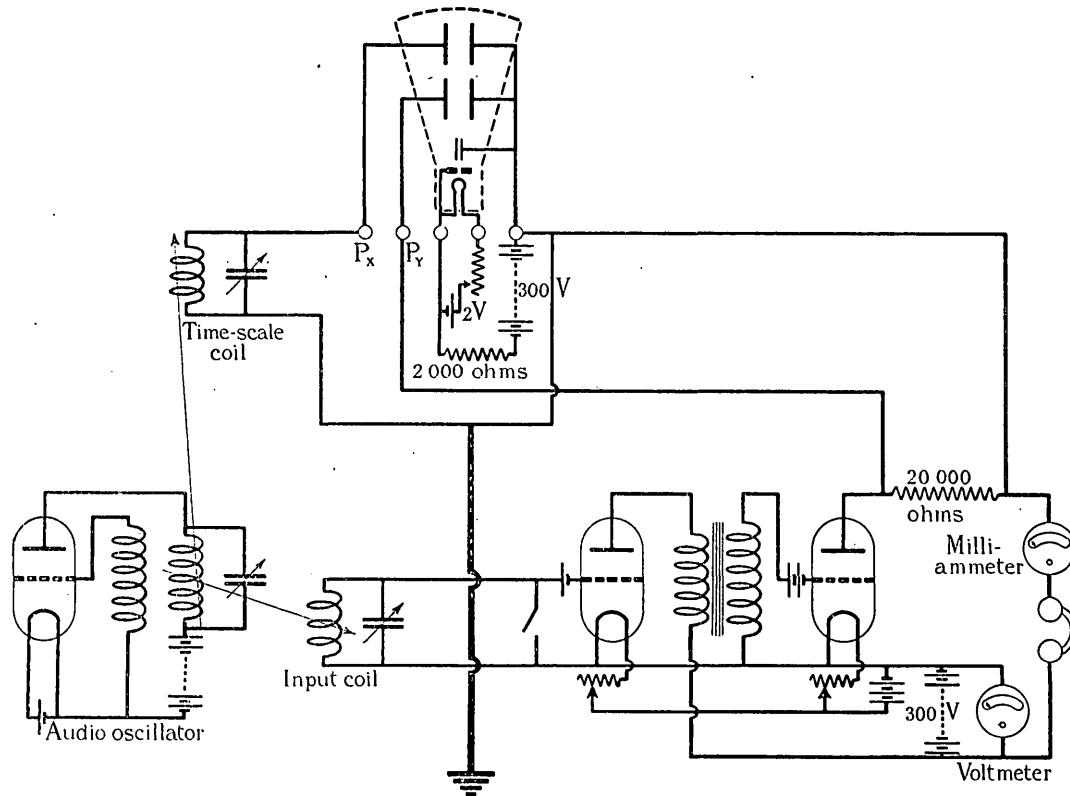 A
Pₓ
P_Y
300 V
2V
Time-scale
coil
2 000 ohms
20 000
ohms
Milli-
ammeter
Input coil
300 V
Audio oscillator
Voltmeter